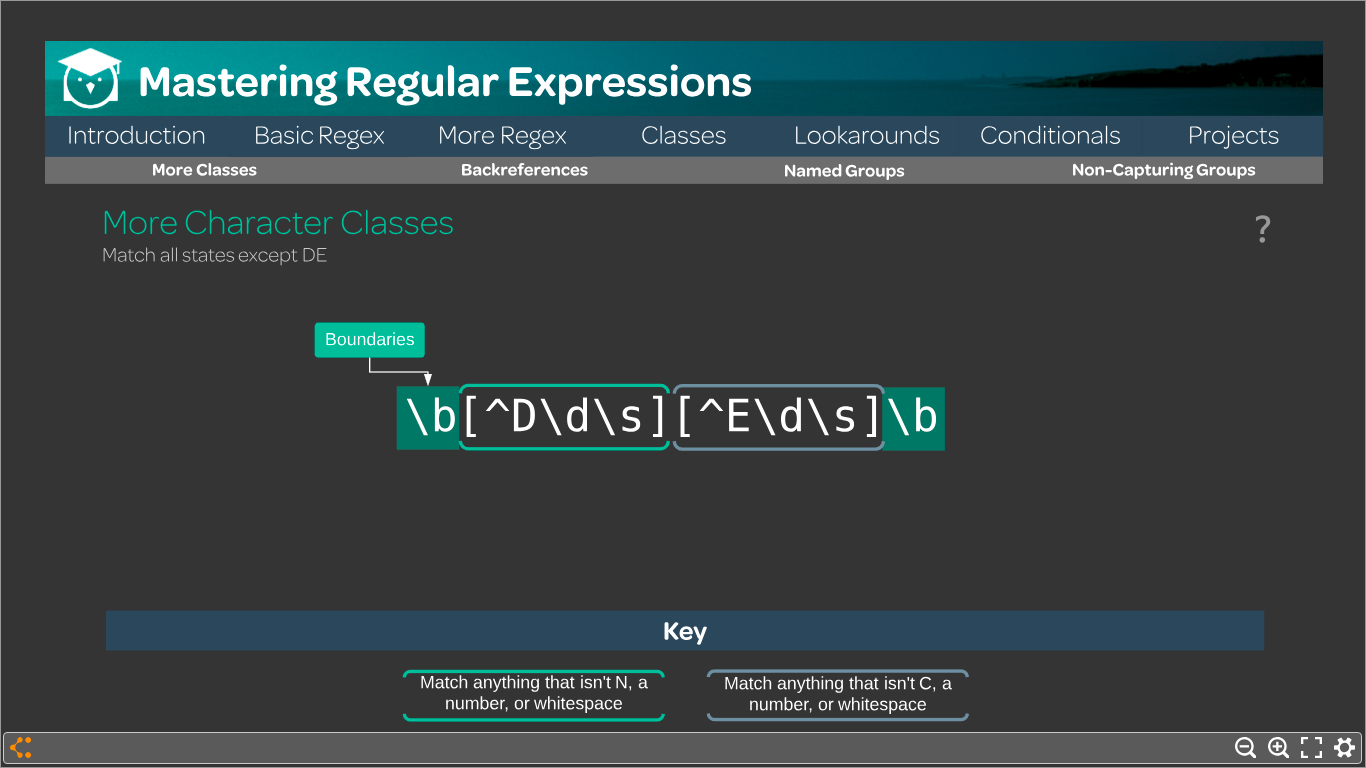 Mastering Regular Expressions
Introduction Basic Regex More Regex Classes Lookarounds Conditionals Projects
More Classes Backreferences Named Groups Non-Capturing Groups
More Character Classes
?
Match all states except DE
Boundaries
\b[^D\d\s][^E\d\s]\b
Key
Match anything that isn't N, a
number, or whitespace
Match anything that isn't C, a
number, or whitespace